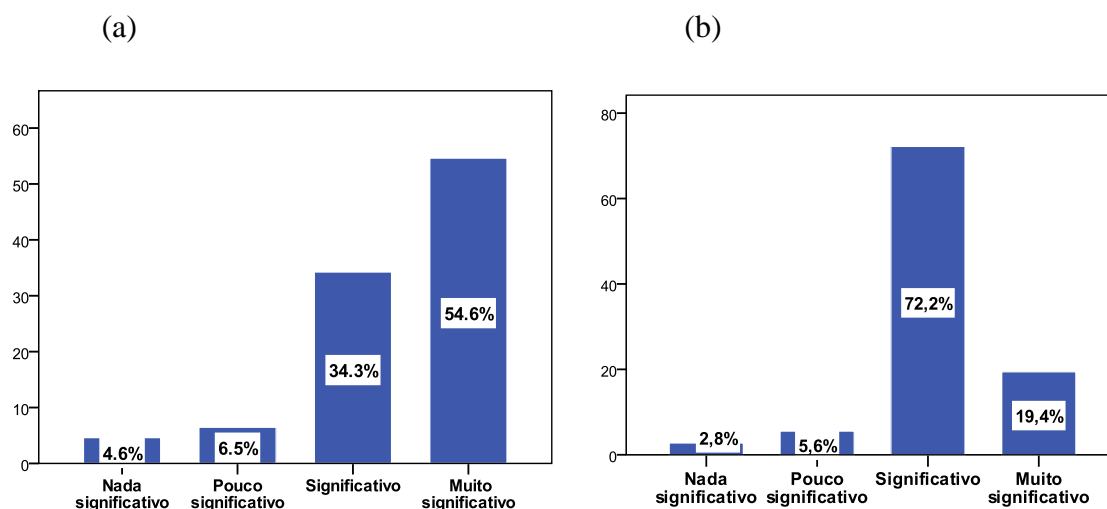 (a)
(b)
60
50
40
30
20
10
0
4.6%
6.5%
34.3%
54.6%
Nada
significativo
Pouco
significativo
Significativo
Muito
significativo
80
60
40
20
0
2,8%
5,6%
72,2%
19,4%
Nada
significativo
Pouco
significativo
Significativo
Muito
significativo